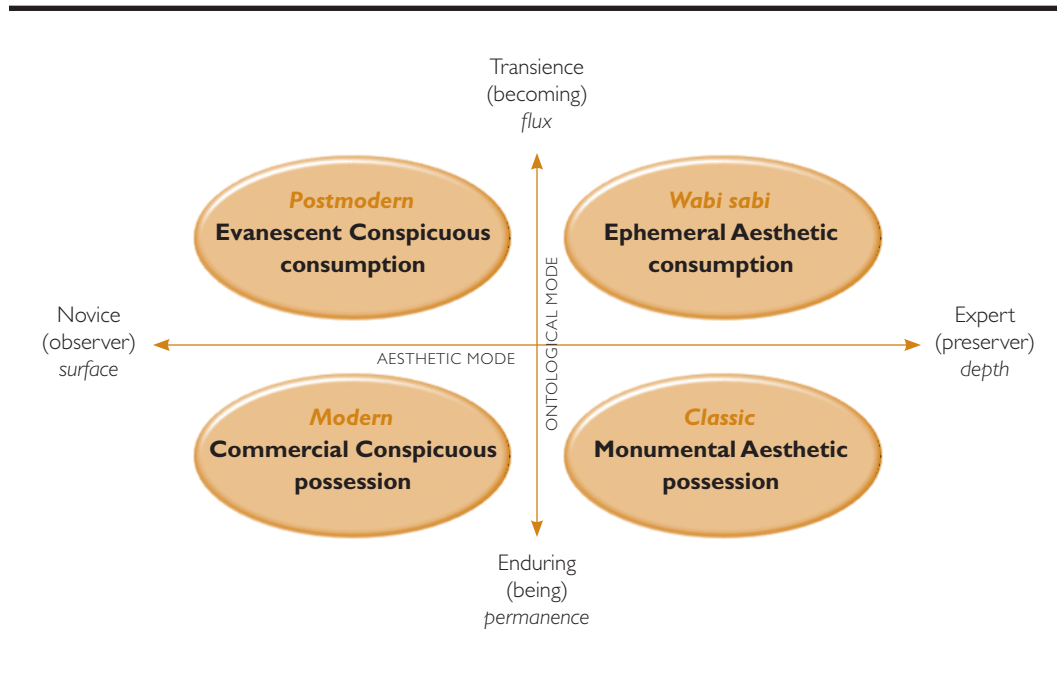 Transience
(becoming)
flux
Postmodern
Evanescent Conspicuous
consumption
Wabi sabi
Ephemeral Aesthetic
consumption
ONTOLOGICAL MODE
Novice
(observer)
surface
AESTHETIC MODE
Expert
(preserver)
depth
Modern
Commercial Conspicuous
possession
Classic
Monumental Aesthetic
possession
Enduring
(being)
permanence